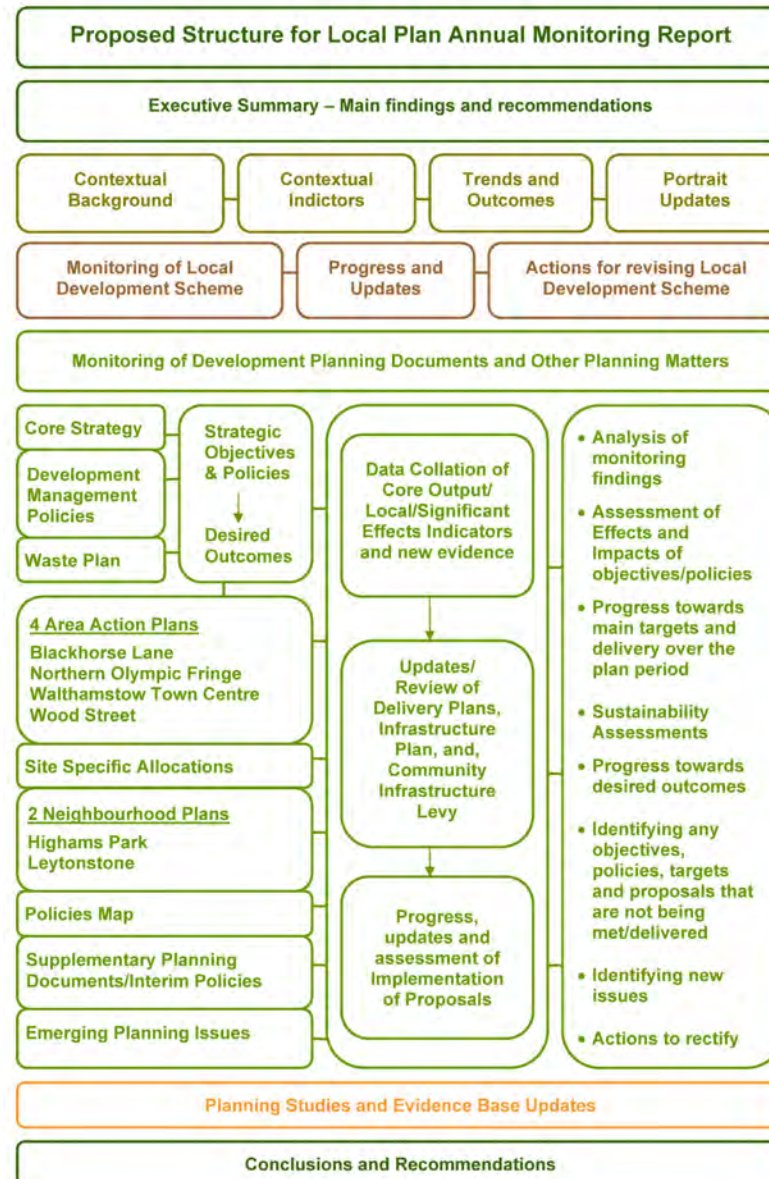 Proposed Structure for Local Plan Annual Monitoring Report
Executive Summary – Main findings and recommendations
Contextual
Background
Contextual
Indictors
Trends and
Outcomes
Portrait
Updates
Monitoring of Local
Development Scheme
Progress and
Updates
Actions for revising Local
Development Scheme
Monitoring of Development Planning Documents and Other Planning Matters
Core Strategy
Development
Management
Policies
Waste Plan
Strategic
Objectives
& Policies
Desired
Outcomes
4 Area Action Plans
Blackhorse Lane
Northern Olympic Fringe
Walthamstow Town Centre
Wood Street
Site Specific Allocations
2 Neighbourhood Plans
Highams Park
Leytonstone
Policies Map
Supplementary Planning
Documents/Interim Policies
Emerging Planning Issues
Data Collation of
Core Output/
Local/Significant
Effects Indicators
and new evidence
Updates/
Review of
Delivery Plans,
Infrastructure
Plan, and,
Community
Infrastructure
Levy
Progress,
updates and
assessment of
Implementation
of Proposals
• Analysis of
monitoring
findings
• Assessment of
Effects and
Impacts of
objectives/policies
• Progress towards
main targets and
delivery over the
plan period
• Sustainability
Assessments
• Progress towards
desired outcomes
• Identifying any
objectives,
policies, targets
and proposals that
are not being
met/delivered
• Identifying new
issues
• Actions to rectify
Planning Studies and Evidence Base Updates
Conclusions and Recommendations